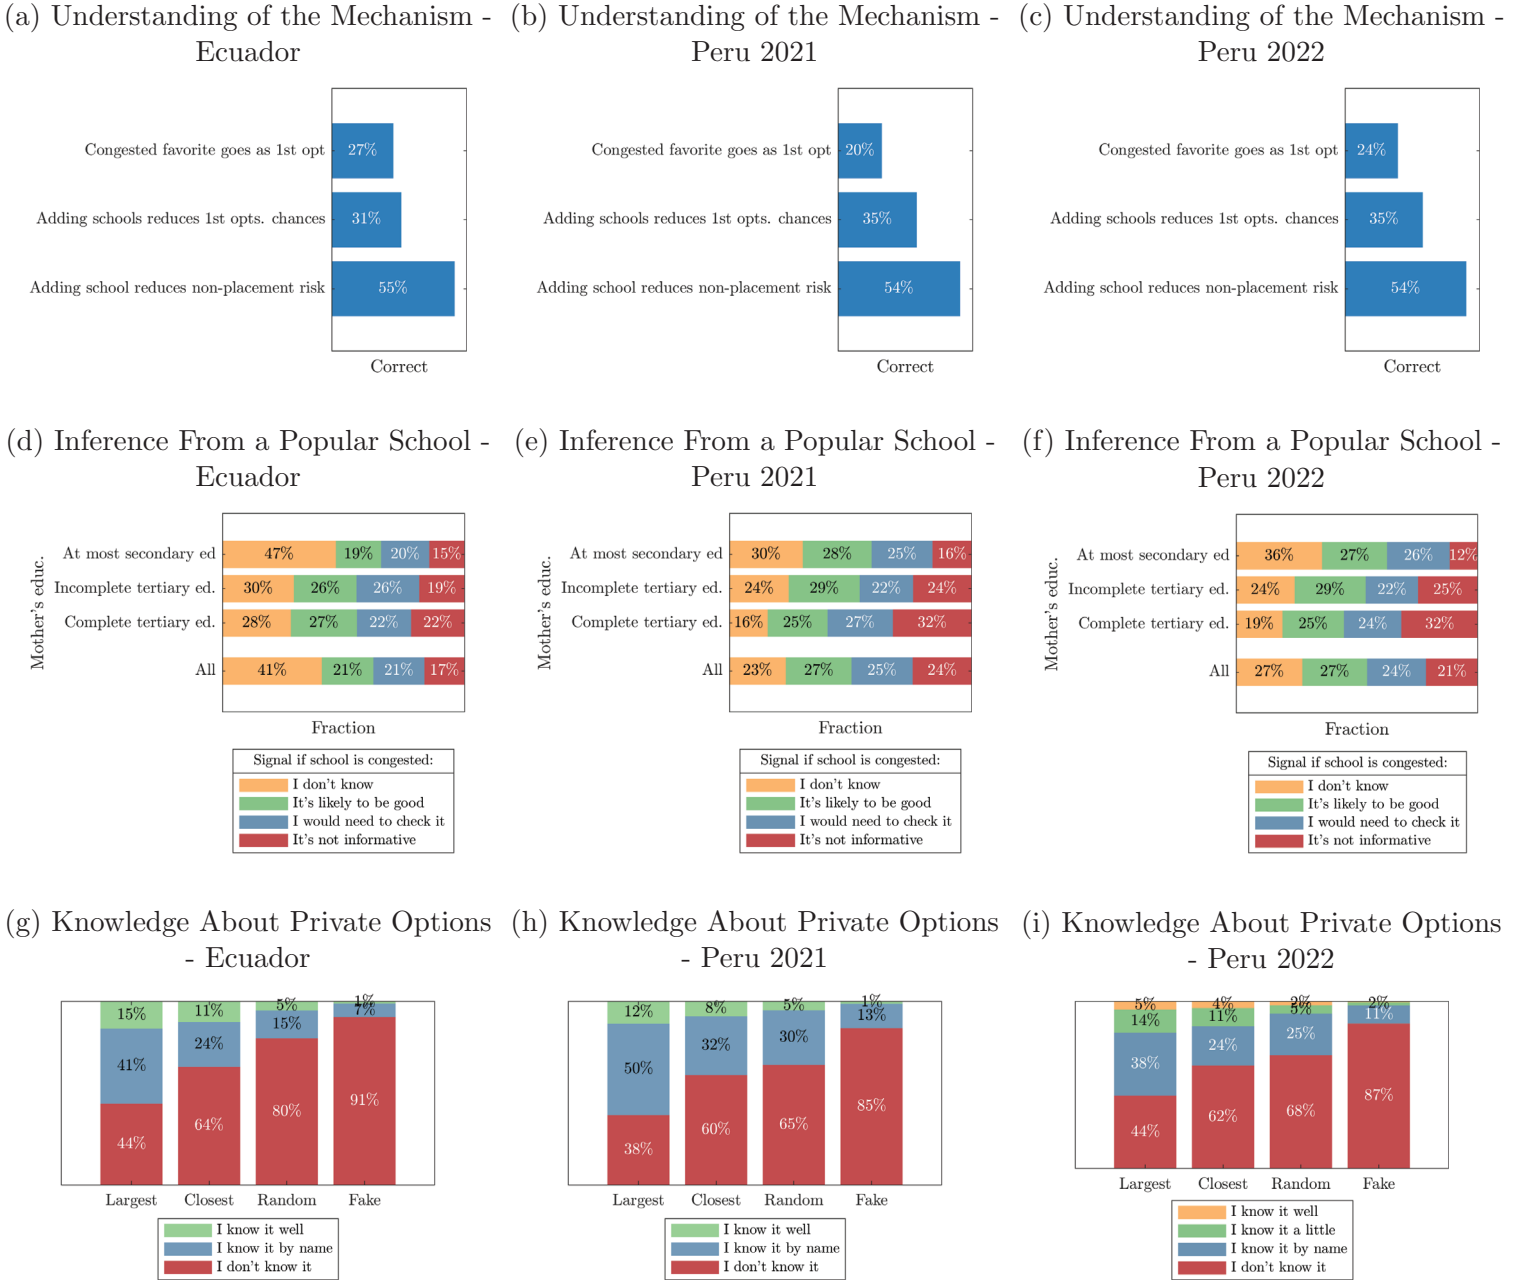 (a) Understanding of the Mechanism -
Ecuador
Congested favorite goes as 1st opt
27%
Adding schools reduces 1st opts. chances
31%
Adding school reduces non-placement risk
55%
Correct
(b) Understanding of the Mechanism -
Peru 2021
Congested favorite goes as 1st opt
20%
Adding schools reduces 1st opts. chances
35%
Adding school reduces non-placement risk
54%
Correct
(c) Understanding of the Mechanism -
Peru 2022
Congested favorite goes as 1st opt
24%
Adding schools reduces 1st opts. chances
35%
Adding school reduces non-placement risk
54%
Correct
(d) Inference From a Popular School -
Ecuador
Mother's educ.
At most secondary ed 47% 19% 20% 15%
Incomplete tertiary ed. 30% 26% 26% 19%
Complete tertiary ed. 28% 27% 22% 22%
All 41% 21% 21% 17%
Fraction
Signal if school is congested:
I don't know
It's likely to be good
I would need to check it
It's not informative
(e) Inference From a Popular School -
Peru 2021
Mother's educ.
At most secondary ed 30% 28% 25% 16%
Incomplete tertiary ed. 24% 29% 22% 24%
Complete tertiary ed. 16% 25% 27% 32%
All 23% 27% 25% 24%
Fraction
Signal if school is congested:
I don't know
It's likely to be good
I would need to check it
It's not informative
(f) Inference From a Popular School -
Peru 2022
Mother's educ.
At most secondary ed 36% 27% 26% 12%
Incomplete tertiary ed. 24% 29% 22% 25%
Complete tertiary ed. 19% 25% 24% 32%
All 27% 27% 24% 21%
Fraction
Signal if school is congested:
I don't know
It's likely to be good
I would need to check it
It's not informative
(g) Knowledge About Private Options
- Ecuador
15% 11% 5% 1%
41% 24% 15% 7%
44% 64% 80% 91%
Largest Closest Random Fake
I know it well
I know it by name
I don't know it
(h) Knowledge About Private Options
- Peru 2021
12% 8% 5% 1%
50% 32% 30% 13%
38% 60% 65% 85%
Largest Closest Random Fake
I know it well
I know it by name
I don't know it
(i) Knowledge About Private Options
- Peru 2022
5% 4% 2%
14% 11% 5% 2%
38% 24% 25% 11%
44% 62% 68% 87%
Largest Closest Random Fake
I know it well
I know it a little
I know it by name
I don't know it